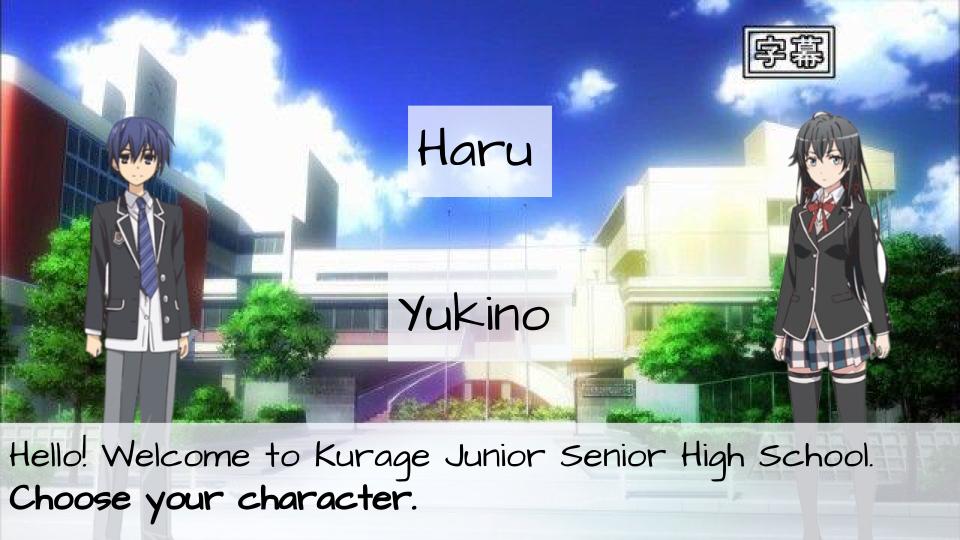 字幕
Haru
Yukino
Hello! Welcome to Kurage Junior Senior High School.
Choose your character.